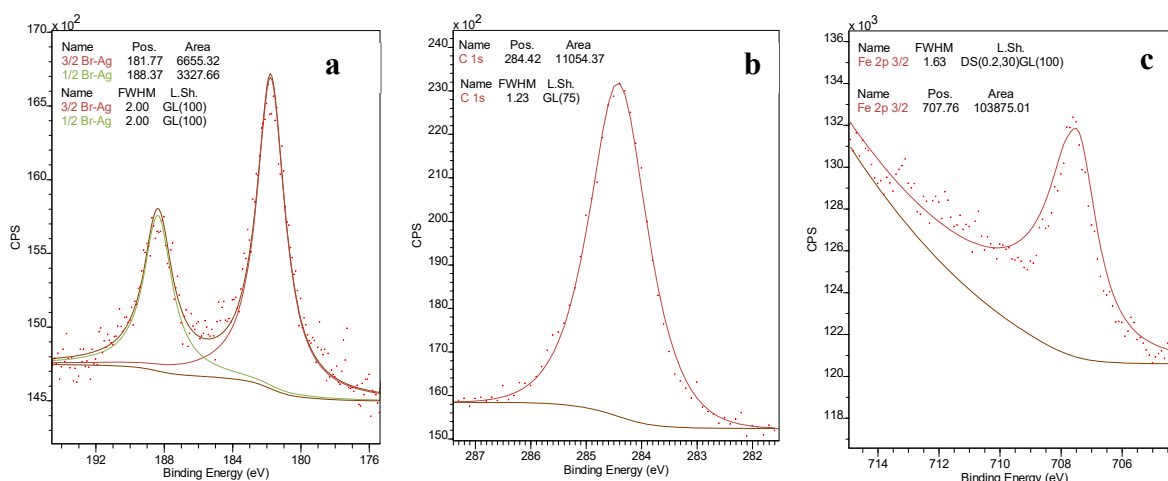 a
x 10²
Name Pos. Area
3/2 Br-Ag 181.77 6655.32
1/2 Br-Ag 188.37 3327.66
Name FWHM L.Sh.
3/2 Br-Ag 2.00 GL(100)
1/2 Br-Ag 2.00 GL(100)
170
165
160
155
150
145
CPS
192 188 184 180 176
Binding Energy (eV)
b
x 10²
Name Pos. Area
C 1s 284.42 11054.37
Name FWHM L.Sh.
C 1s 1.23 GL(75)
240
230
220
210
200
190
180
170
160
150
CPS
287 286 285 284 283 282
Binding Energy (eV)
c
x 10³
Name FWHM L.Sh.
Fe 2p 3/2 1.63 DS(0.2,30)GL(100)
Name Pos. Area
Fe 2p 3/2 707.76 103875.01
136
134
132
130
128
126
124
122
120
118
CPS
714 712 710 708 706
Binding Energy (eV)